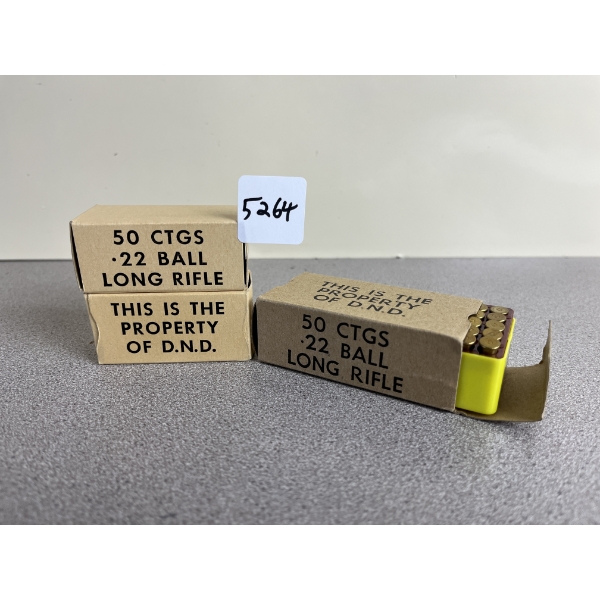 5264
50 CTGS
.22 BALL
LONG RIFLE
THIS IS THE
PROPERTY
OF D.N.D.
THIS IS THE
PROPERTY
OF D.N.D.
50 CTGS
.22 BALL
LONG RIFLE